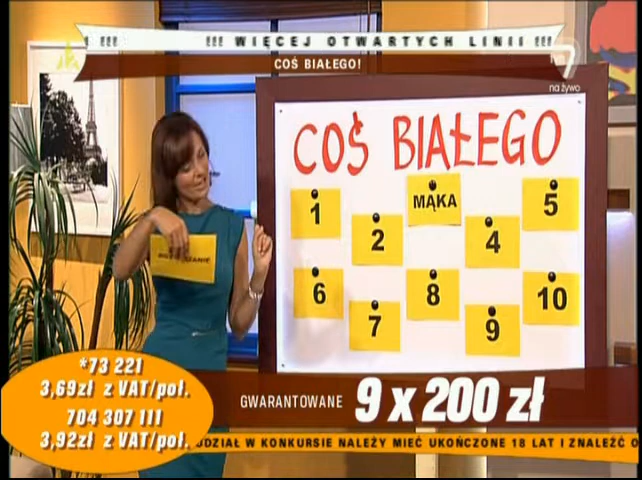 !!! WIĘCEJ OTWARTYCH LINII !!!
COŚ BIAŁEGO!
7
na żywo
COŚ BIAŁEGO
1
2
MĄKA
4
5
6
7
8
9
10
*73 221
3,69zł z VAT/poł.
704 307 111
3,92zł z VAT/poł.
GWARANTOWANE 9 x 200 zł
UDZIAŁ W KONKURSIE NALEŻY MIEĆ UKOŃCZONE 18 LAT I ZNALEŹĆ